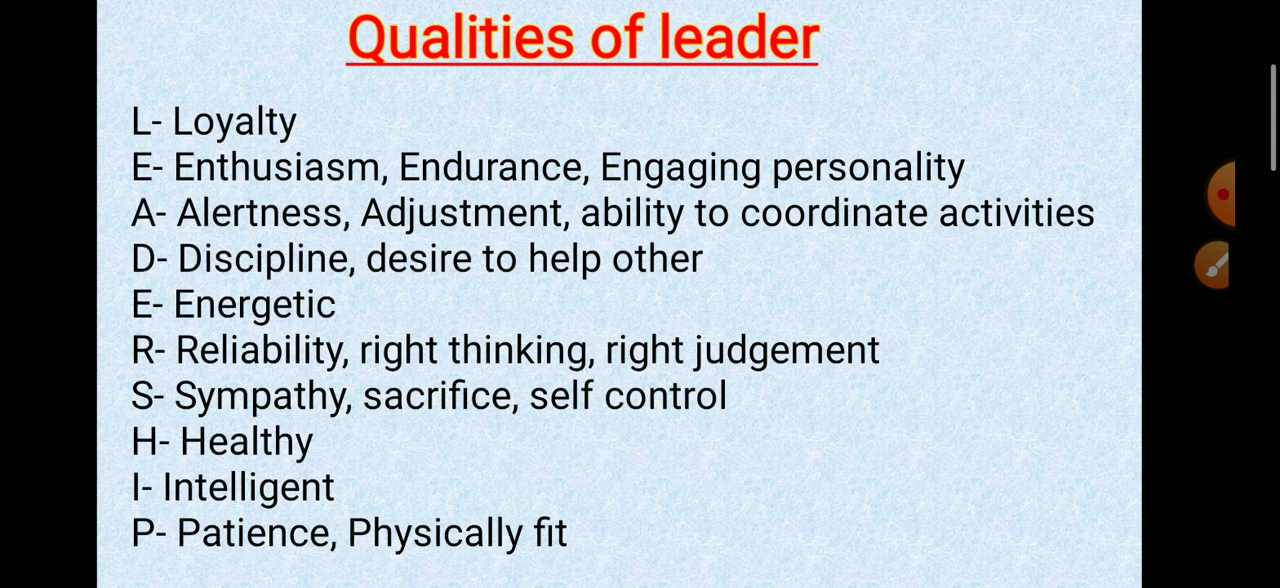 Qualities of leader
L- Loyalty
E- Enthusiasm, Endurance, Engaging personality
A- Alertness, Adjustment, ability to coordinate activities
D- Discipline, desire to help other
E- Energetic
R- Reliability, right thinking, right judgement
S- Sympathy, sacrifice, self control
H- Healthy
I- Intelligent
P- Patience, Physically fit